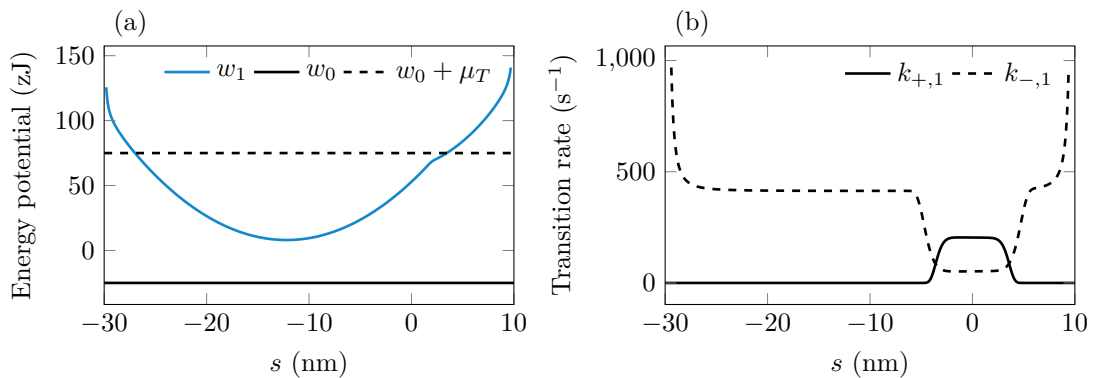 (a)
Energy potential (zJ)
150
100
50
0
w₁ w₀ w₀ + μ_T
−30 −20 −10 0 10
s (nm)
(b)
Transition rate (s⁻¹)
1,000
500
0
k₊,₁ k₋,₁
−30 −20 −10 0 10
s (nm)